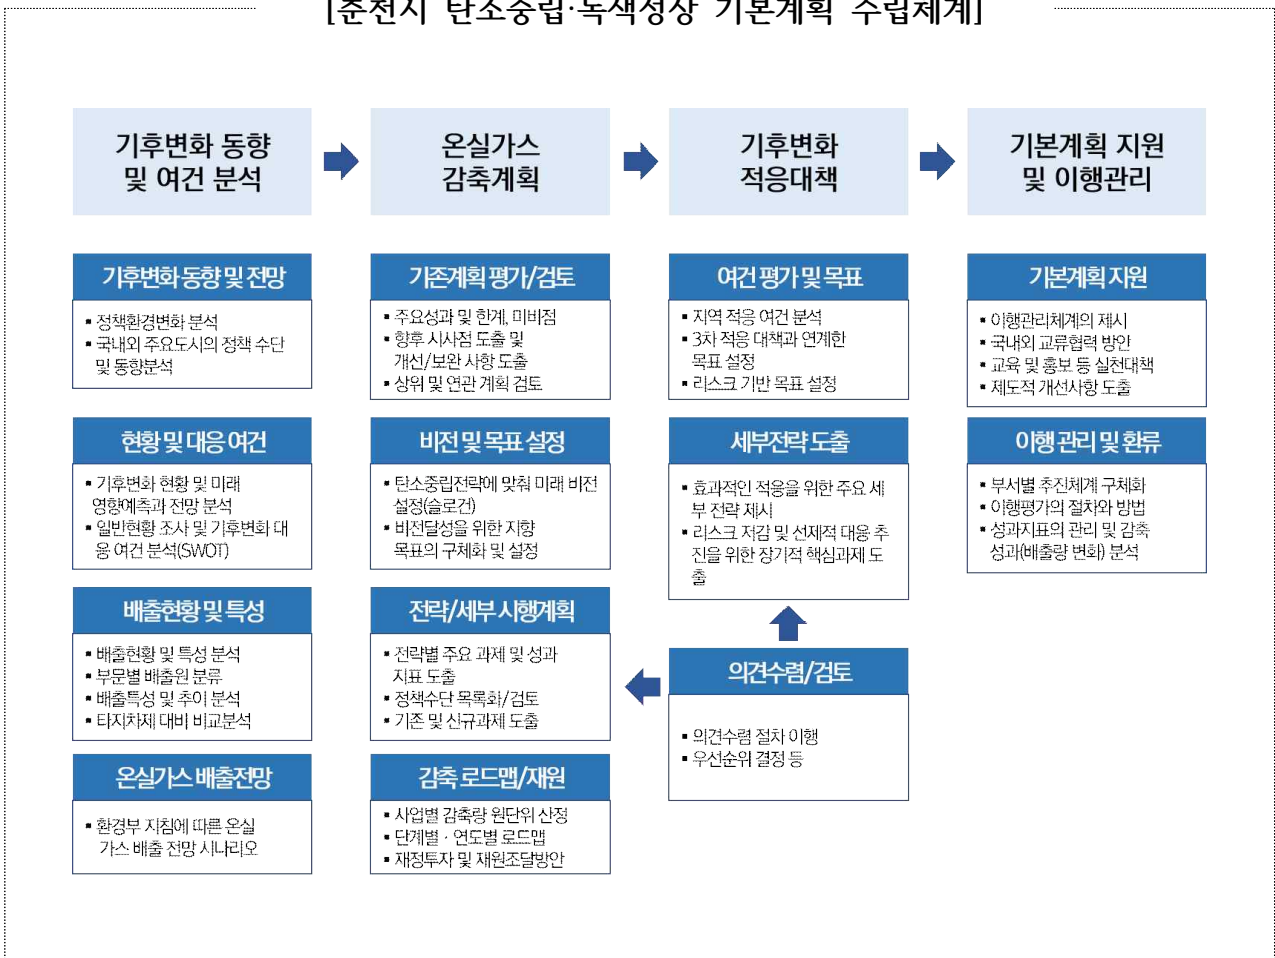 [춘천시 탄소중립·녹색성장 기본계획 수립체계]
기후변화 동향
및 여건 분석
온실가스
감축계획
기후변화
적응대책
기본계획 지원
및 이행관리
기후변화 동향 및 전망
▪ 정책환경변화 분석
▪ 국내외 주요도시의 정책 수단
및 동향분석
현황 및 대응 여건
▪ 기후변화 현황 및 미래
영향예측과 전망 분석
▪ 일반현황 조사 및 기후변화 대
응 여건 분석(SWOT)
배출현황 및 특성
▪ 배출현황 및 특성 분석
▪ 부문별 배출원 분류
▪ 배출특성 및 추이 분석
▪ 타지차제 대비 비교분석
온실가스 배출전망
▪ 환경부 지침에 따른 온실
가스 배출 전망 시나리오
기존계획 평가/검토
▪ 주요성과 및 한계, 미비점
▪ 향후 시사점 도출 및
개선/보완 사항 도출
▪ 상위 및 연관 계획 검토
비전 및 목표 설정
▪ 탄소중립전략에 맞춰 미래 비전
설정(슬로건)
▪ 비전달성을 위한 지향
목표의 구체화 및 설정
전략/세부 시행계획
▪ 전략별 주요 과제 및 성과
지표 도출
▪ 정책수단 목록화/검토
▪ 기존 및 신규과제 도출
감축 로드맵/재원
▪ 사업별 감축량 원단위 산정
▪ 단계별 · 연도별 로드맵
▪ 재정투자 및 재원조달방안
여건 평가 및 목표
▪ 지역 적응 여건 분석
▪ 3차 적응 대책과 연계한
목표 설정
▪ 리스크 기반 목표 설정
세부전략 도출
▪ 효과적인 적응을 위한 주요 세
부 전략 제시
▪ 리스크 저감 및 선제적 대응 추
진을 위한 장기적 핵심과제 도
출
의견수렴/검토
▪ 의견수렴 절차 이행
▪ 우선순위 결정 등
기본계획 지원
▪ 이행관리체계의 제시
▪ 국내외 교류협력 방안
▪ 교육 및 홍보 등 실천대책
▪ 제도적 개선사항 도출
이행 관리 및 환류
▪ 부서별 추진체계 구체화
▪ 이행평가의 절차와 방법
▪ 성과지표의 관리 및 감축
성과(배출량 변화) 분석